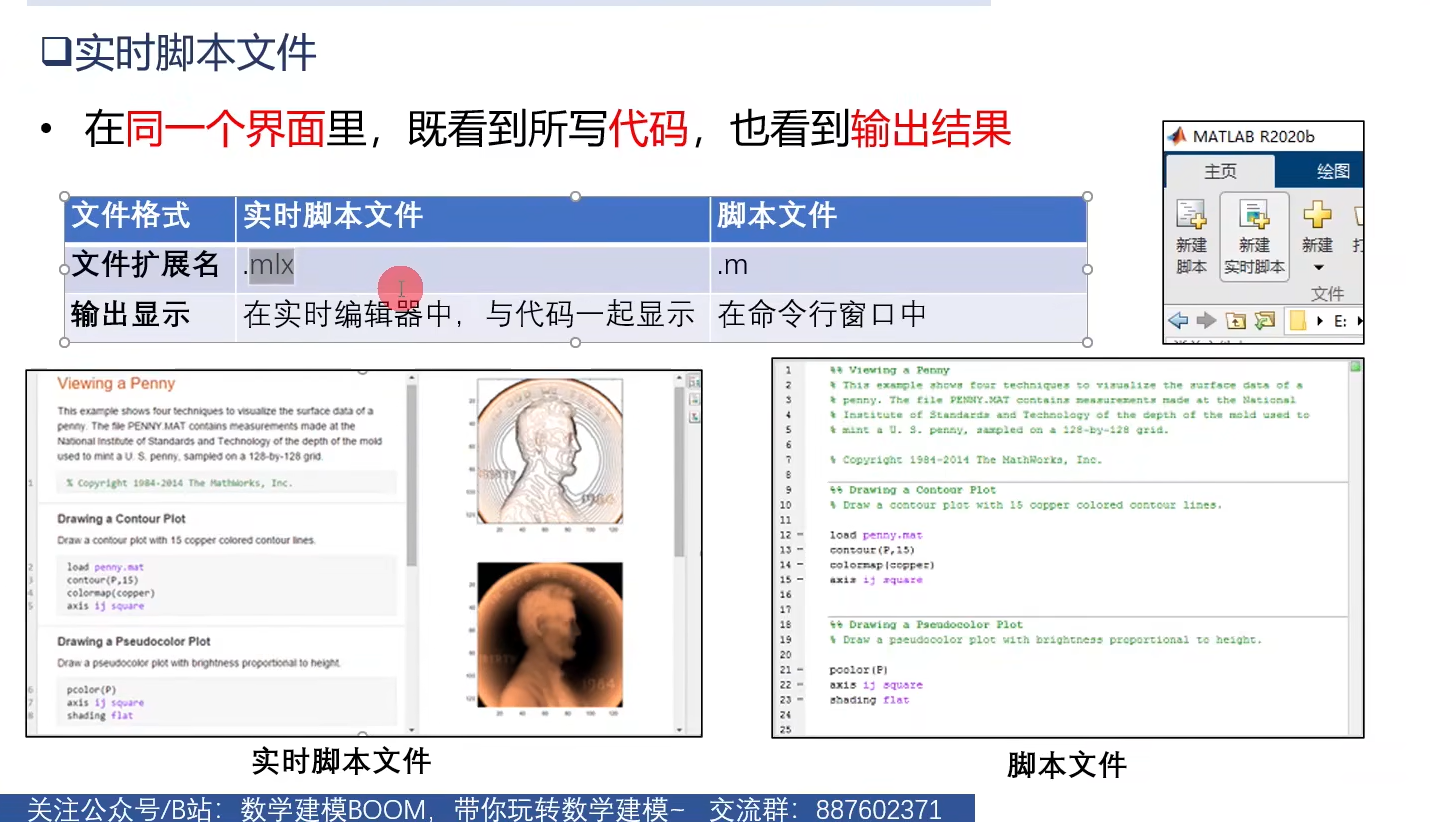 ❑实时脚本文件
• 在同一个界面里，既看到所写代码，也看到输出结果
MATLAB R2020b
主页 绘图
新建 脚本
新建 实时脚本
新建
文件
E:
文件格式 实时脚本文件 脚本文件
文件扩展名 .mlx .m
输出显示 在实时编辑器中，与代码一起显示 在命令行窗口中
Viewing a Penny
This example shows four techniques to visualize the surface data of a
penny. The file PENNY.MAT contains measurements made at the
National Institute of Standards and Technology of the depth of the mold
used to mint a U. S. penny, sampled on a 128-by-128 grid.
1 % Copyright 1984-2014 The MathWorks, Inc.
Drawing a Contour Plot
Draw a contour plot with 15 copper colored contour lines.
2 load penny.mat
3 contour(P,15)
4 colormap(copper)
5 axis ij square
Drawing a Pseudocolor Plot
Draw a pseudocolor plot with brightness proportional to height.
6 pcolor(P)
7 axis ij square
8 shading flat
20 40 60 80 100 120
20 40 60 80 100 120
实时脚本文件
1 %% Viewing a Penny
2 % This example shows four techniques to visualize the surface data of a
3 % penny. The file PENNY.MAT contains measurements made at the National
4 % Institute of Standards and Technology of the depth of the mold used to
5 % mint a U. S. penny, sampled on a 128-by-128 grid.
6
7 % Copyright 1984-2014 The MathWorks, Inc.
8
9 %% Drawing a Contour Plot
10 % Draw a contour plot with 15 copper colored contour lines.
11
12 - load penny.mat
13 - contour(P,15)
14 - colormap(copper)
15 - axis ij square
16
17
18 %% Drawing a Pseudocolor Plot
19 % Draw a pseudocolor plot with brightness proportional to height.
20
21 - pcolor(P)
22 - axis ij square
23 - shading flat
24
25
脚本文件
关注公众号/B站：数学建模BOOM，带你玩转数学建模~ 交流群：887602371